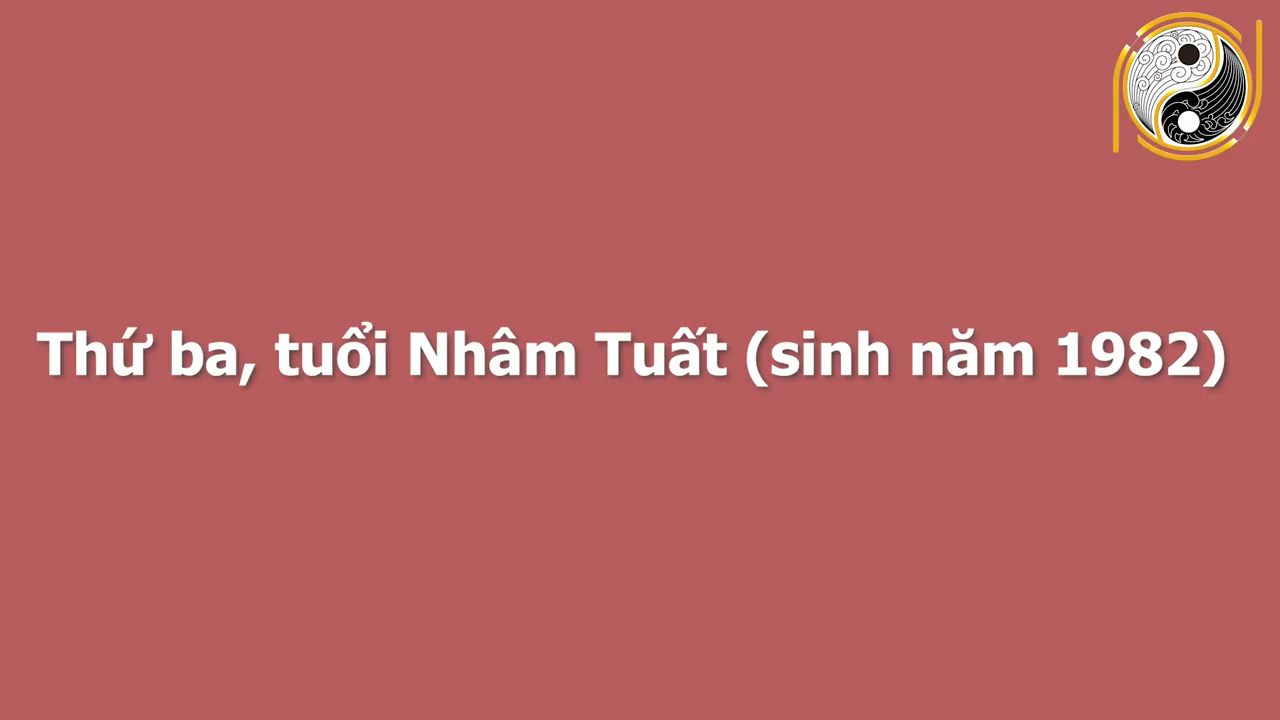 Thứ ba, tuổi Nhâm Tuất (sinh năm 1982)